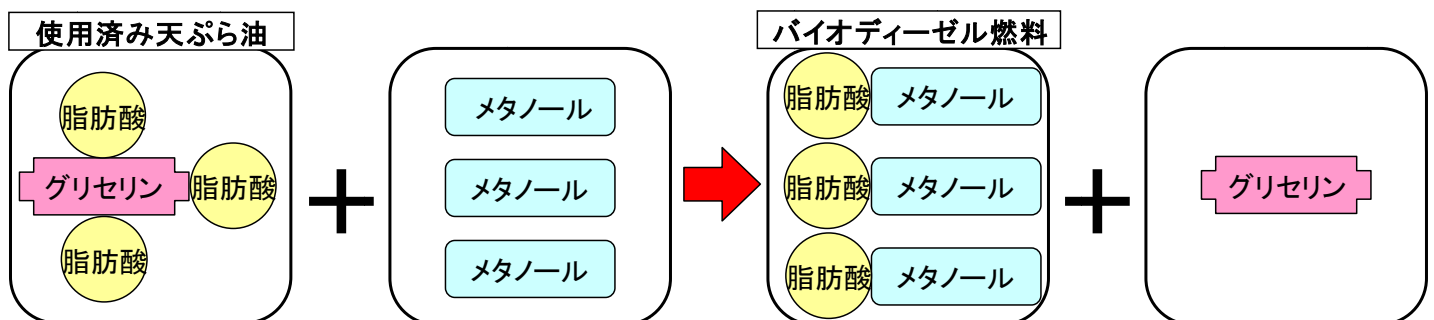 使用済み天ぷら油
脂肪酸
グリセリン
脂肪酸
脂肪酸
メタノール
メタノール
メタノール
バイオディーゼル燃料
脂肪酸
メタノール
脂肪酸
メタノール
脂肪酸
メタノール
グリセリン